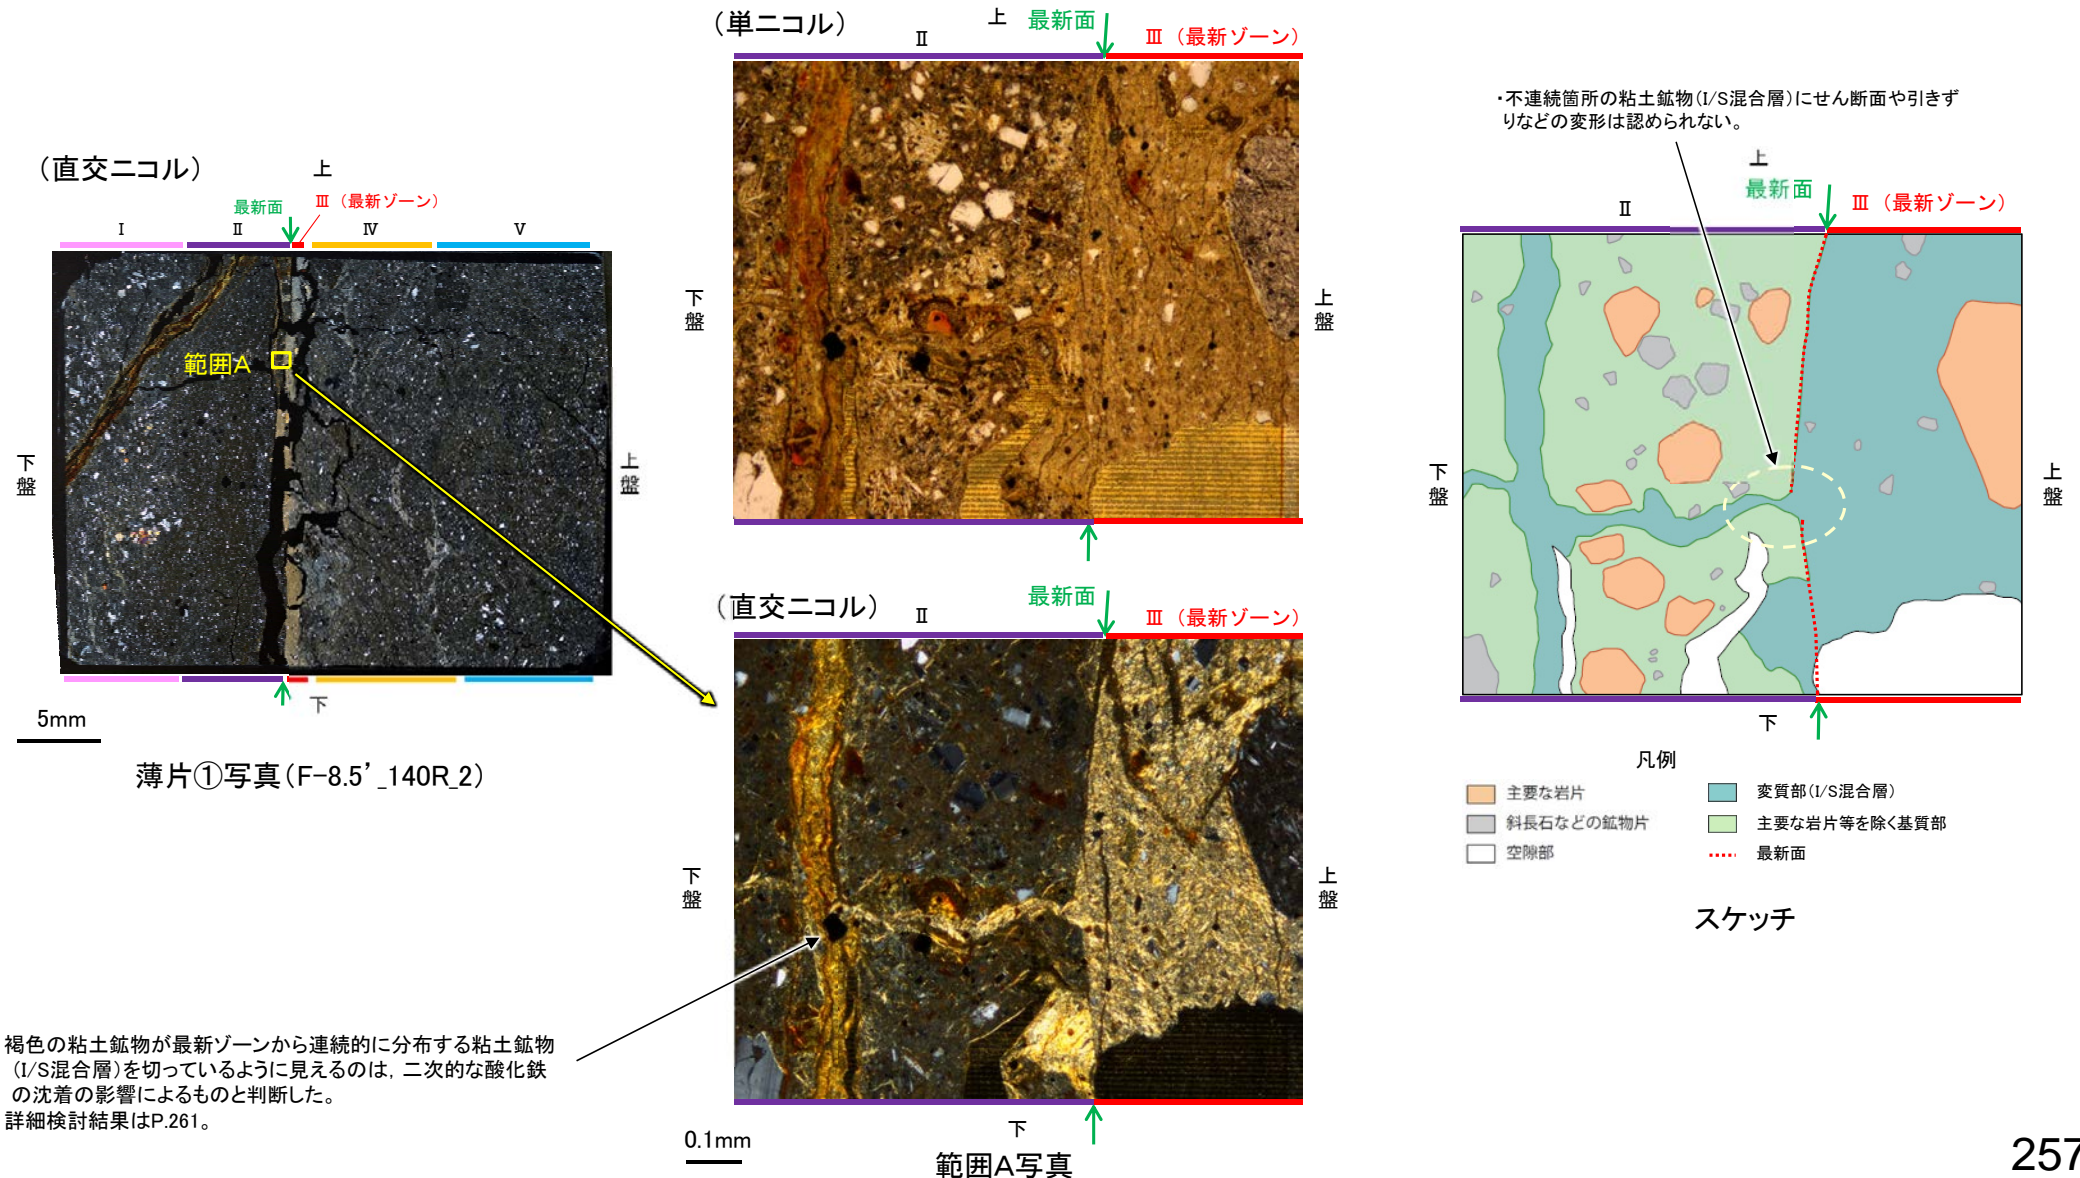 (直交ニコル)
上
最新面
Ⅲ (最新ゾーン)
Ⅰ
Ⅱ
Ⅳ
Ⅴ
範囲A
下盤
上盤
下
5mm
薄片①写真(F-8.5’_140R_2)
褐色の粘土鉱物が最新ゾーンから連続的に分布する粘土鉱物
(I/S混合層)を切っているように見えるのは,二次的な酸化鉄
の沈着の影響によるものと判断した。
詳細検討結果はP.261。
(単ニコル)
上
最新面
Ⅱ
Ⅲ (最新ゾーン)
下盤
上盤
(直交ニコル)
Ⅱ
最新面
Ⅲ (最新ゾーン)
下盤
上盤
下
0.1mm
範囲A写真
・不連続箇所の粘土鉱物(I/S混合層)にせん断面や引きず
りなどの変形は認められない。
上
最新面
Ⅱ
Ⅲ (最新ゾーン)
下盤
上盤
下
凡例
主要な岩片
変質部(I/S混合層)
斜長石などの鉱物片
主要な岩片等を除く基質部
空隙部
最新面
スケッチ
257